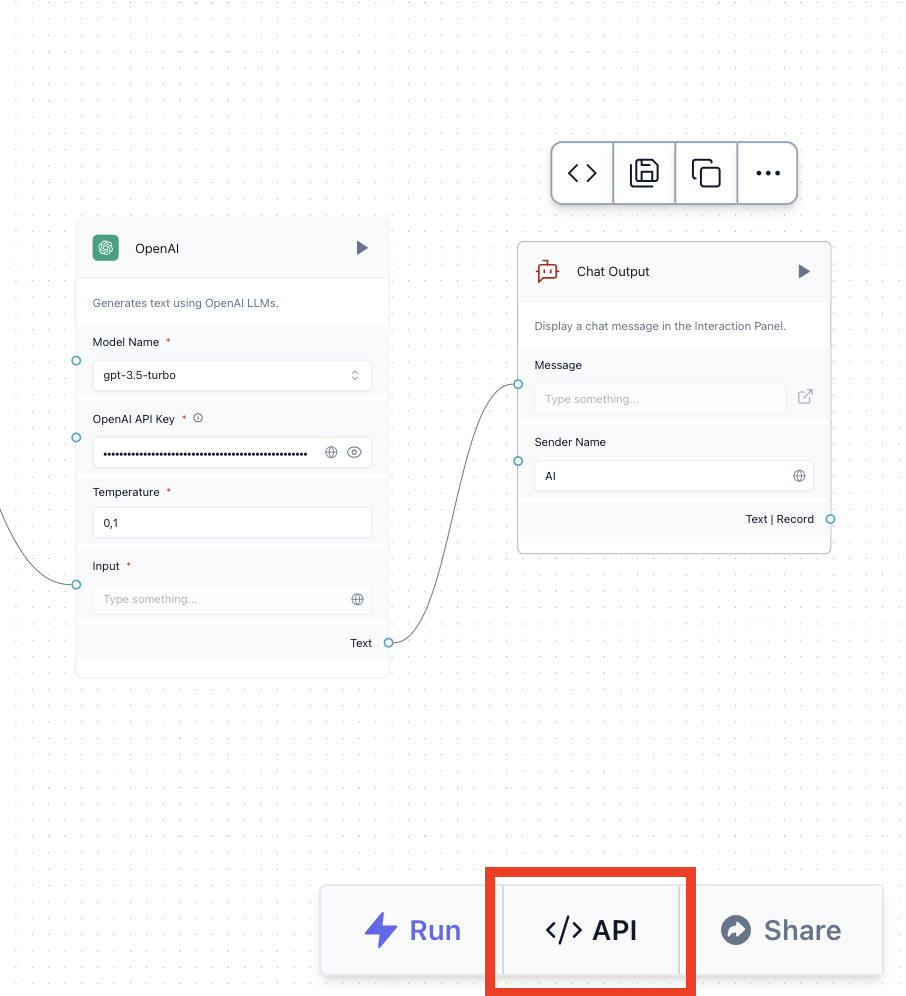 OpenAI
Generates text using OpenAI LLMs.
Model Name *
gpt-3.5-turbo
OpenAI API Key *
••••••••••••••••••••••••••••••••••••••••••••••••••••
Temperature *
0,1
Input *
Type something...
Text
Chat Output
Display a chat message in the Interaction Panel.
Message
Type something...
Sender Name
AI
Text | Record
Run
</> API
Share